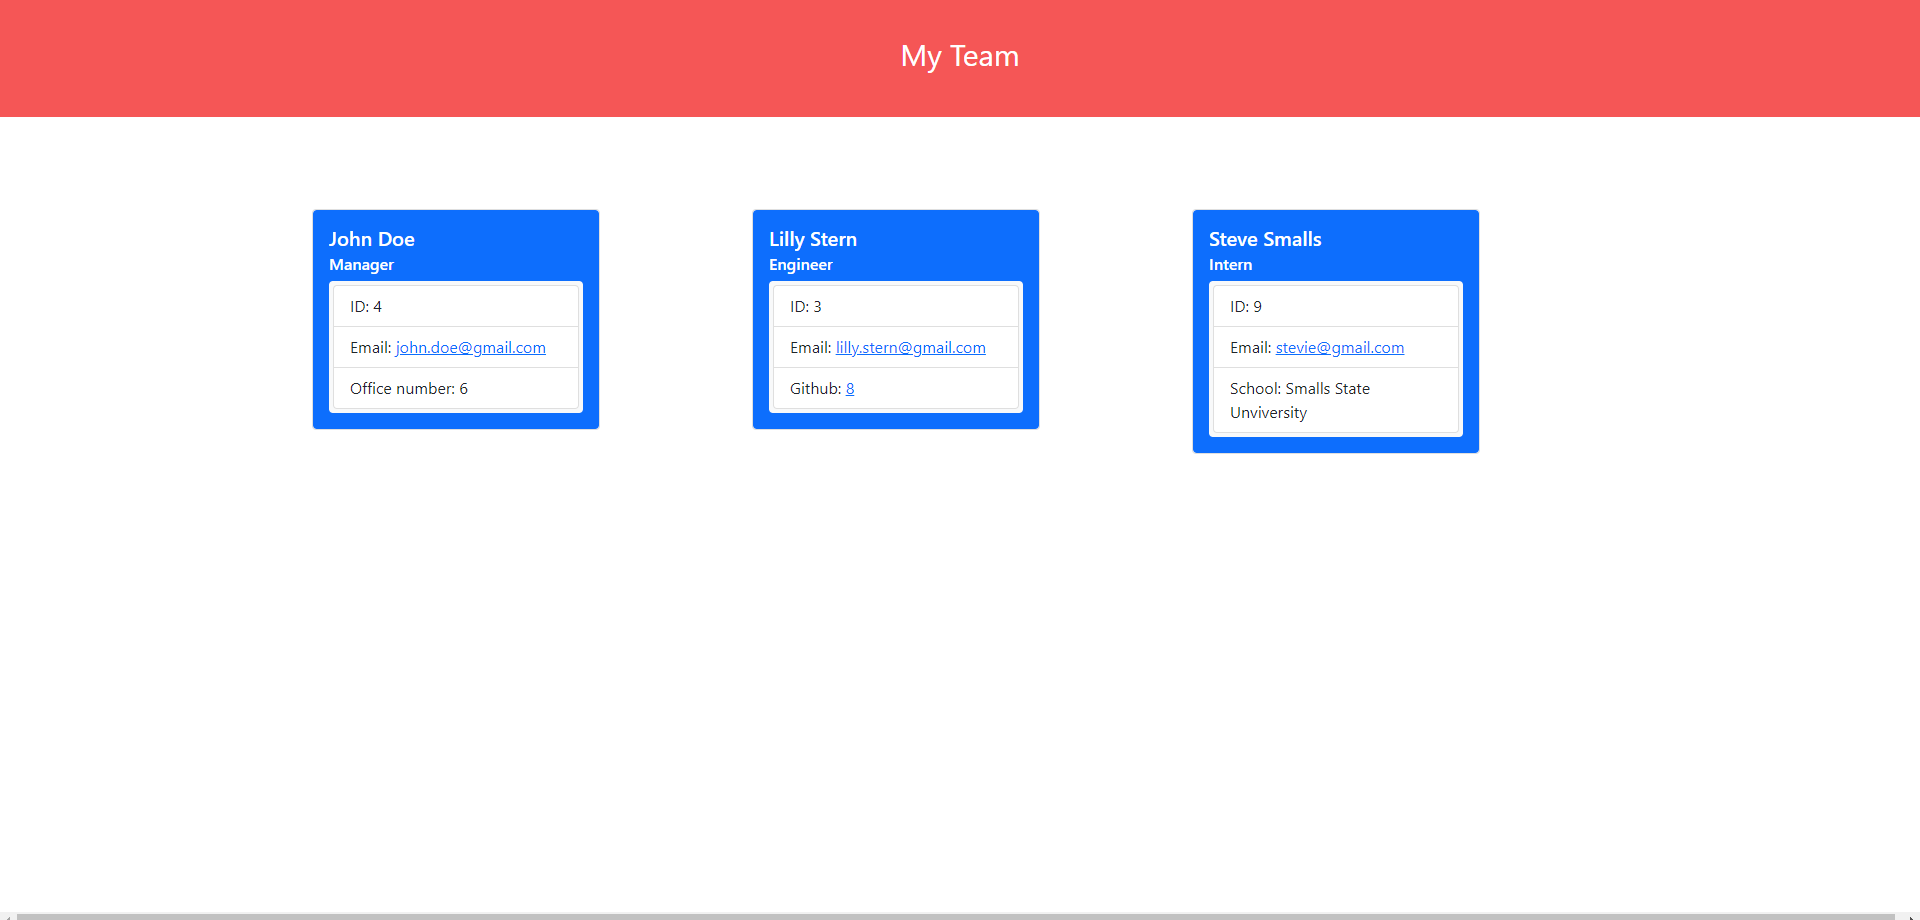 My Team
John Doe
Manager
ID: 4
Email: john.doe@gmail.com
Office number: 6
Lilly Stern
Engineer
ID: 3
Email: lilly.stern@gmail.com
Github: 8
Steve Smalls
Intern
ID: 9
Email: stevie@gmail.com
School: Smalls State
Unviversity